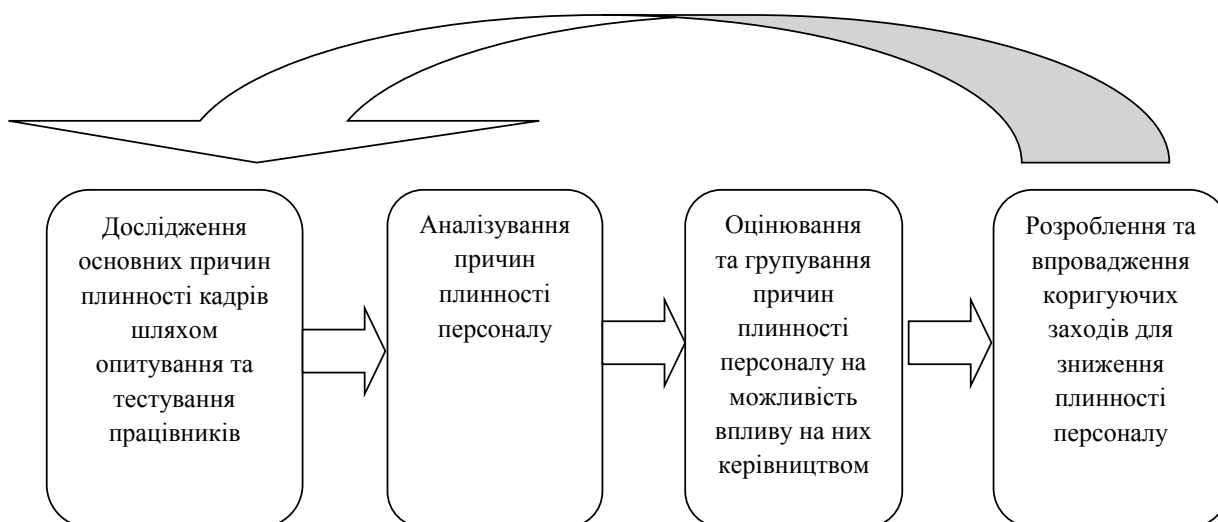 Дослідження
основних причин
плинності кадрів
шляхом
опитування та
тестування
працівників
Аналізування
причин
плинності
персоналу
Оцінювання
та групування
причин
плинності
персоналу на
можливість
впливу на них
керівництвом
Розроблення та
впровадження
коригуючих
заходів для
зниження
плинності
персоналу